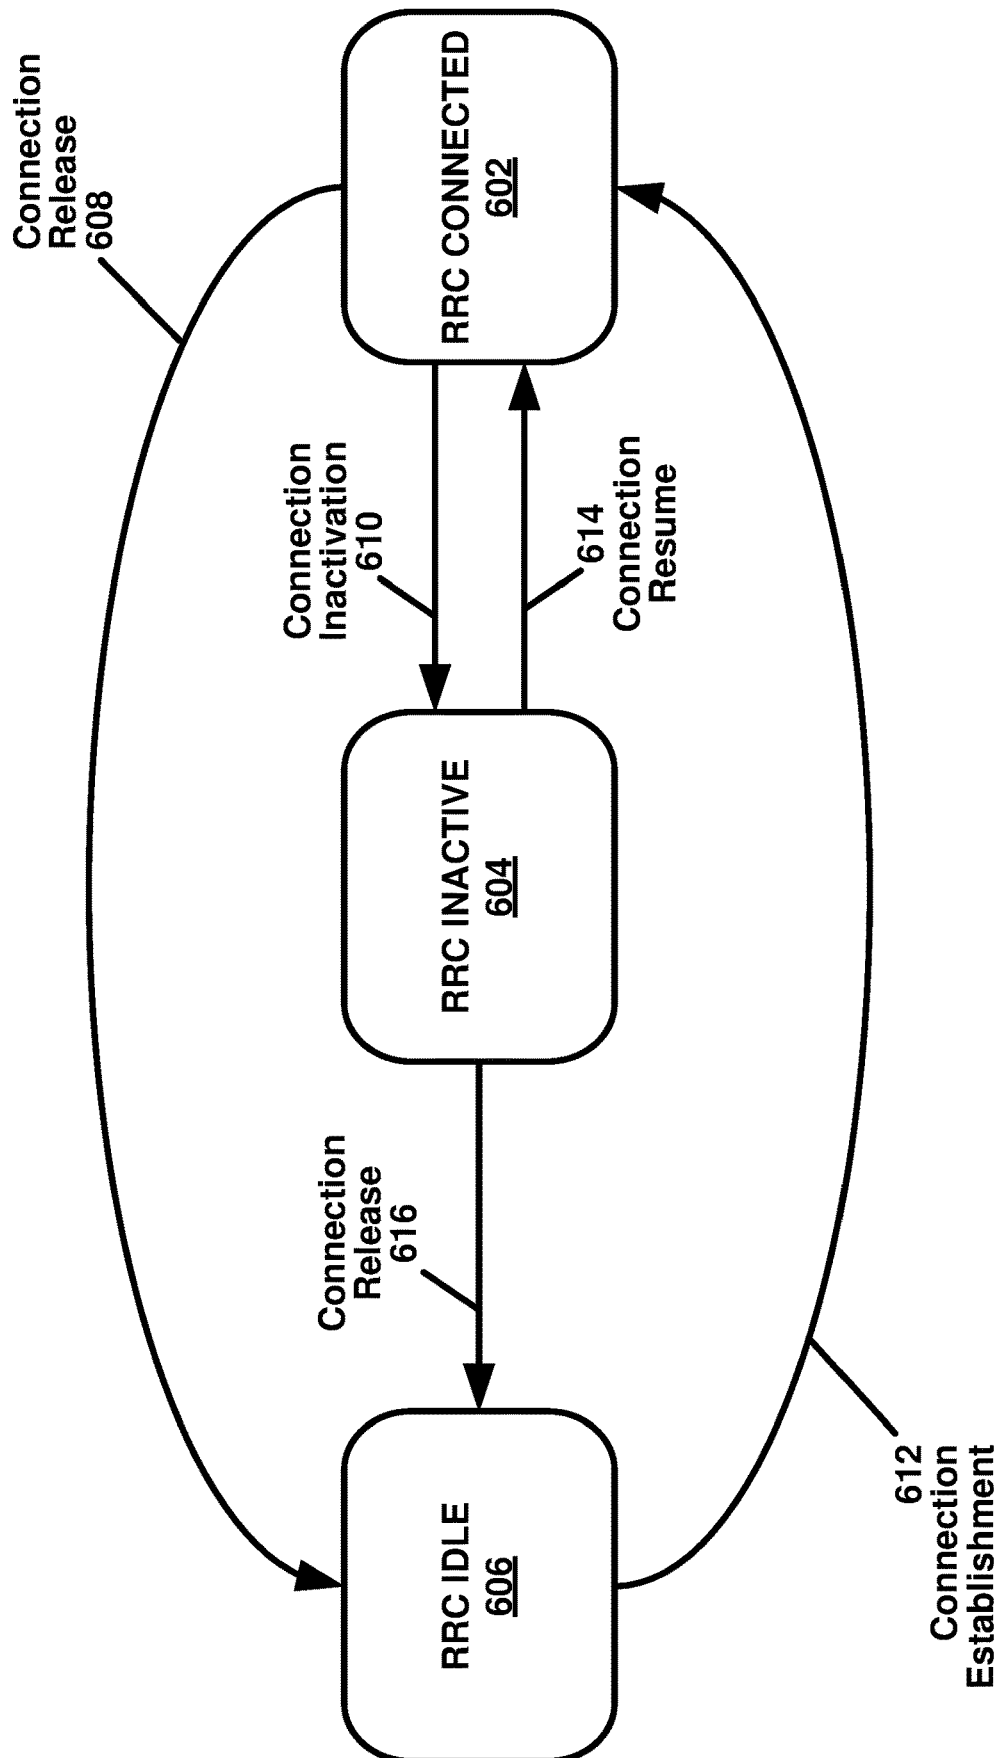 Connection
Release
608
RRC CONNECTED
602
Connection
Inactivation
610
614
Connection
Resume
RRC INACTIVE
604
Connection
Release
616
RRC IDLE
606
612
Connection
Establishment